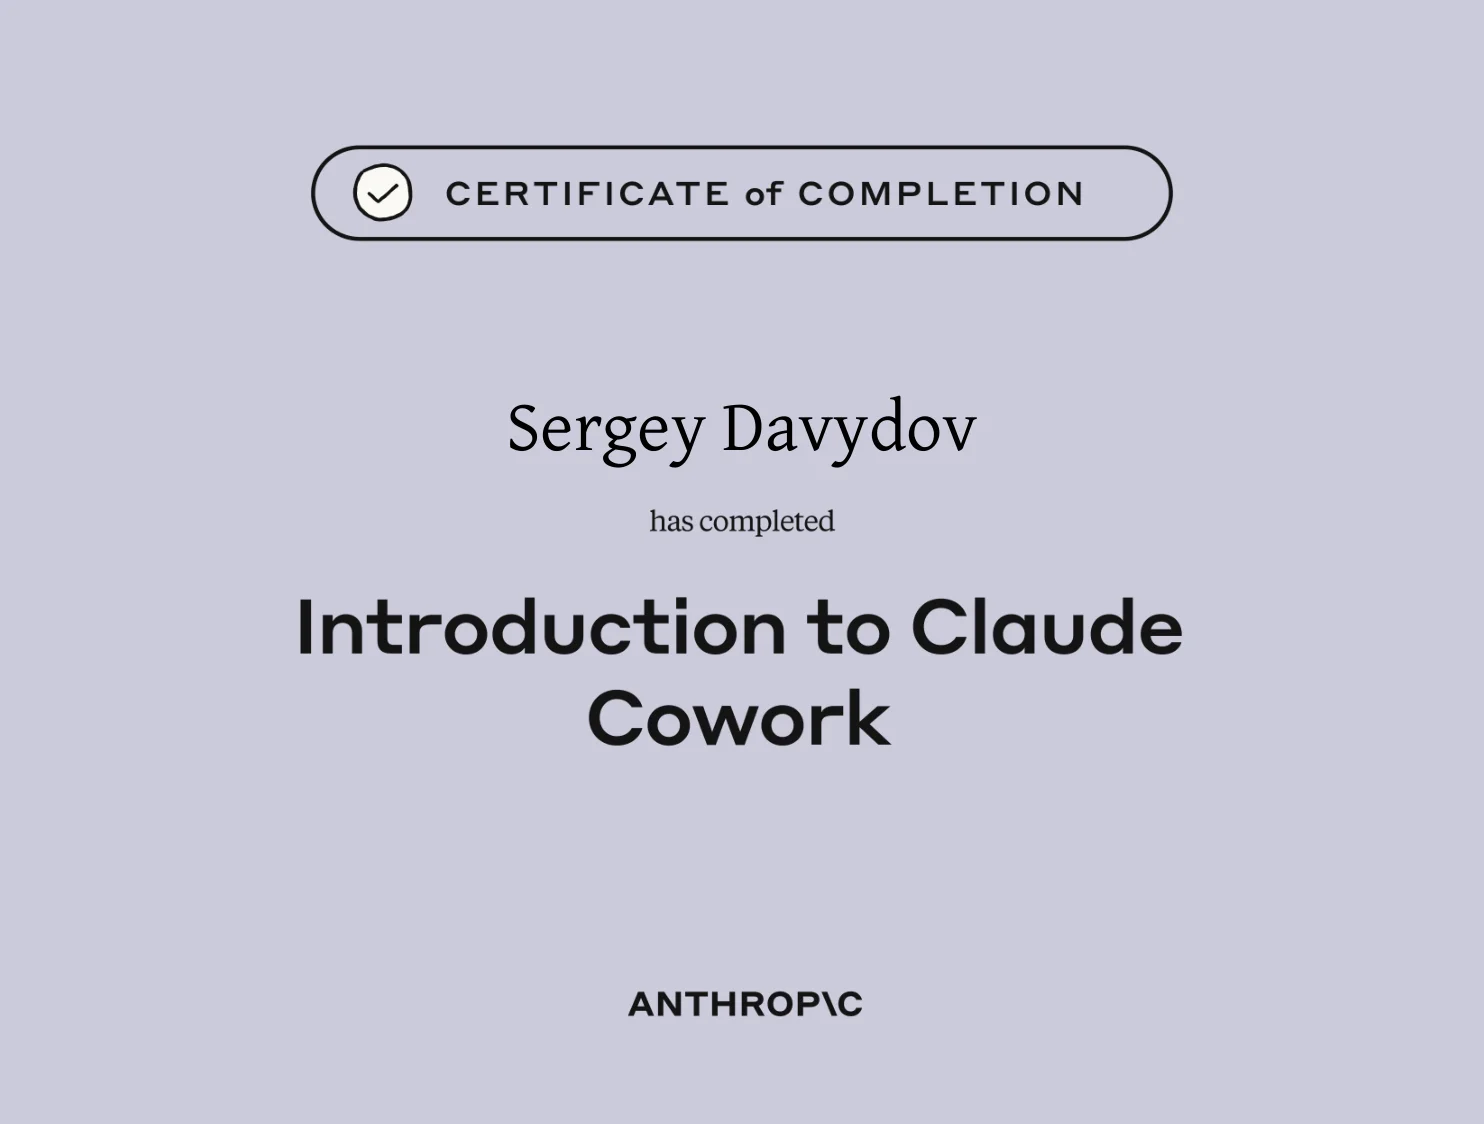 CERTIFICATE of COMPLETION
Sergey Davydov
has completed
Introduction to Claude
Cowork
ANTHROP\C